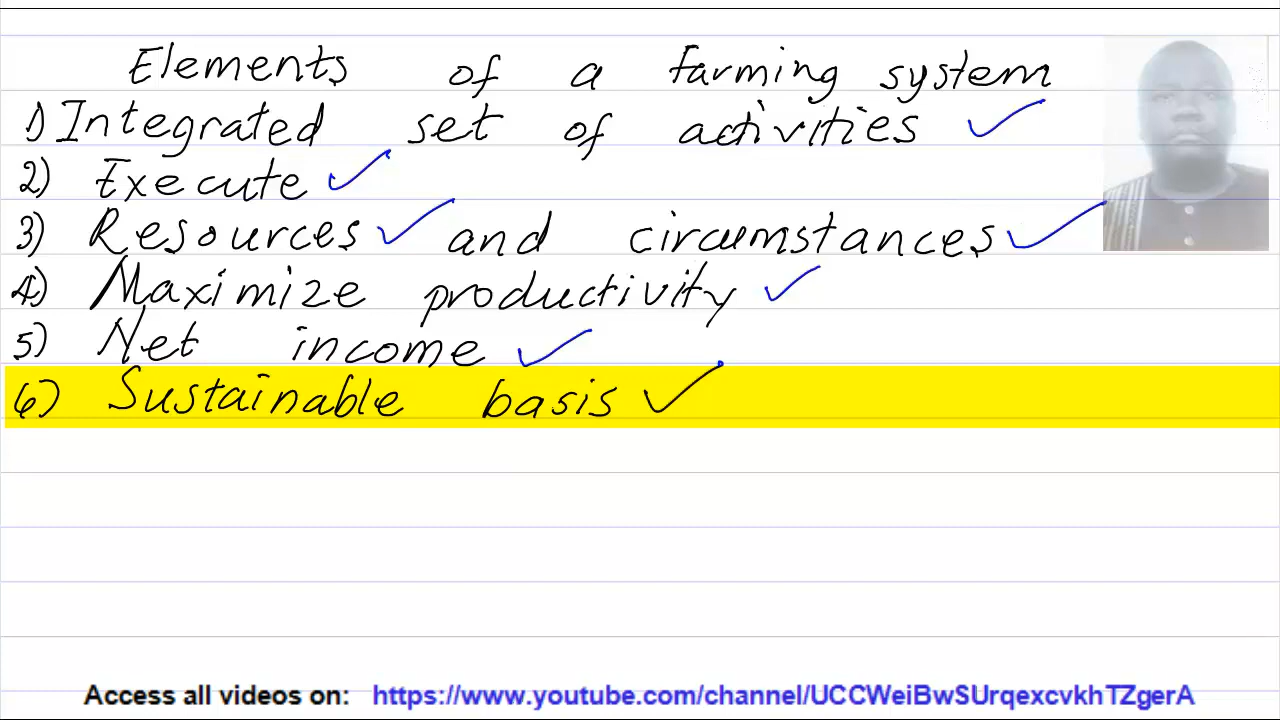 Elements of a farming system
1) Integrated set of activities
2) Execute
3) Resources and circumstances
4) Maximize productivity
5) Net income
6) Sustainable basis
Access all videos on: https://www.youtube.com/channel/UCCWeiBwSUrqexcvkhTZgerA